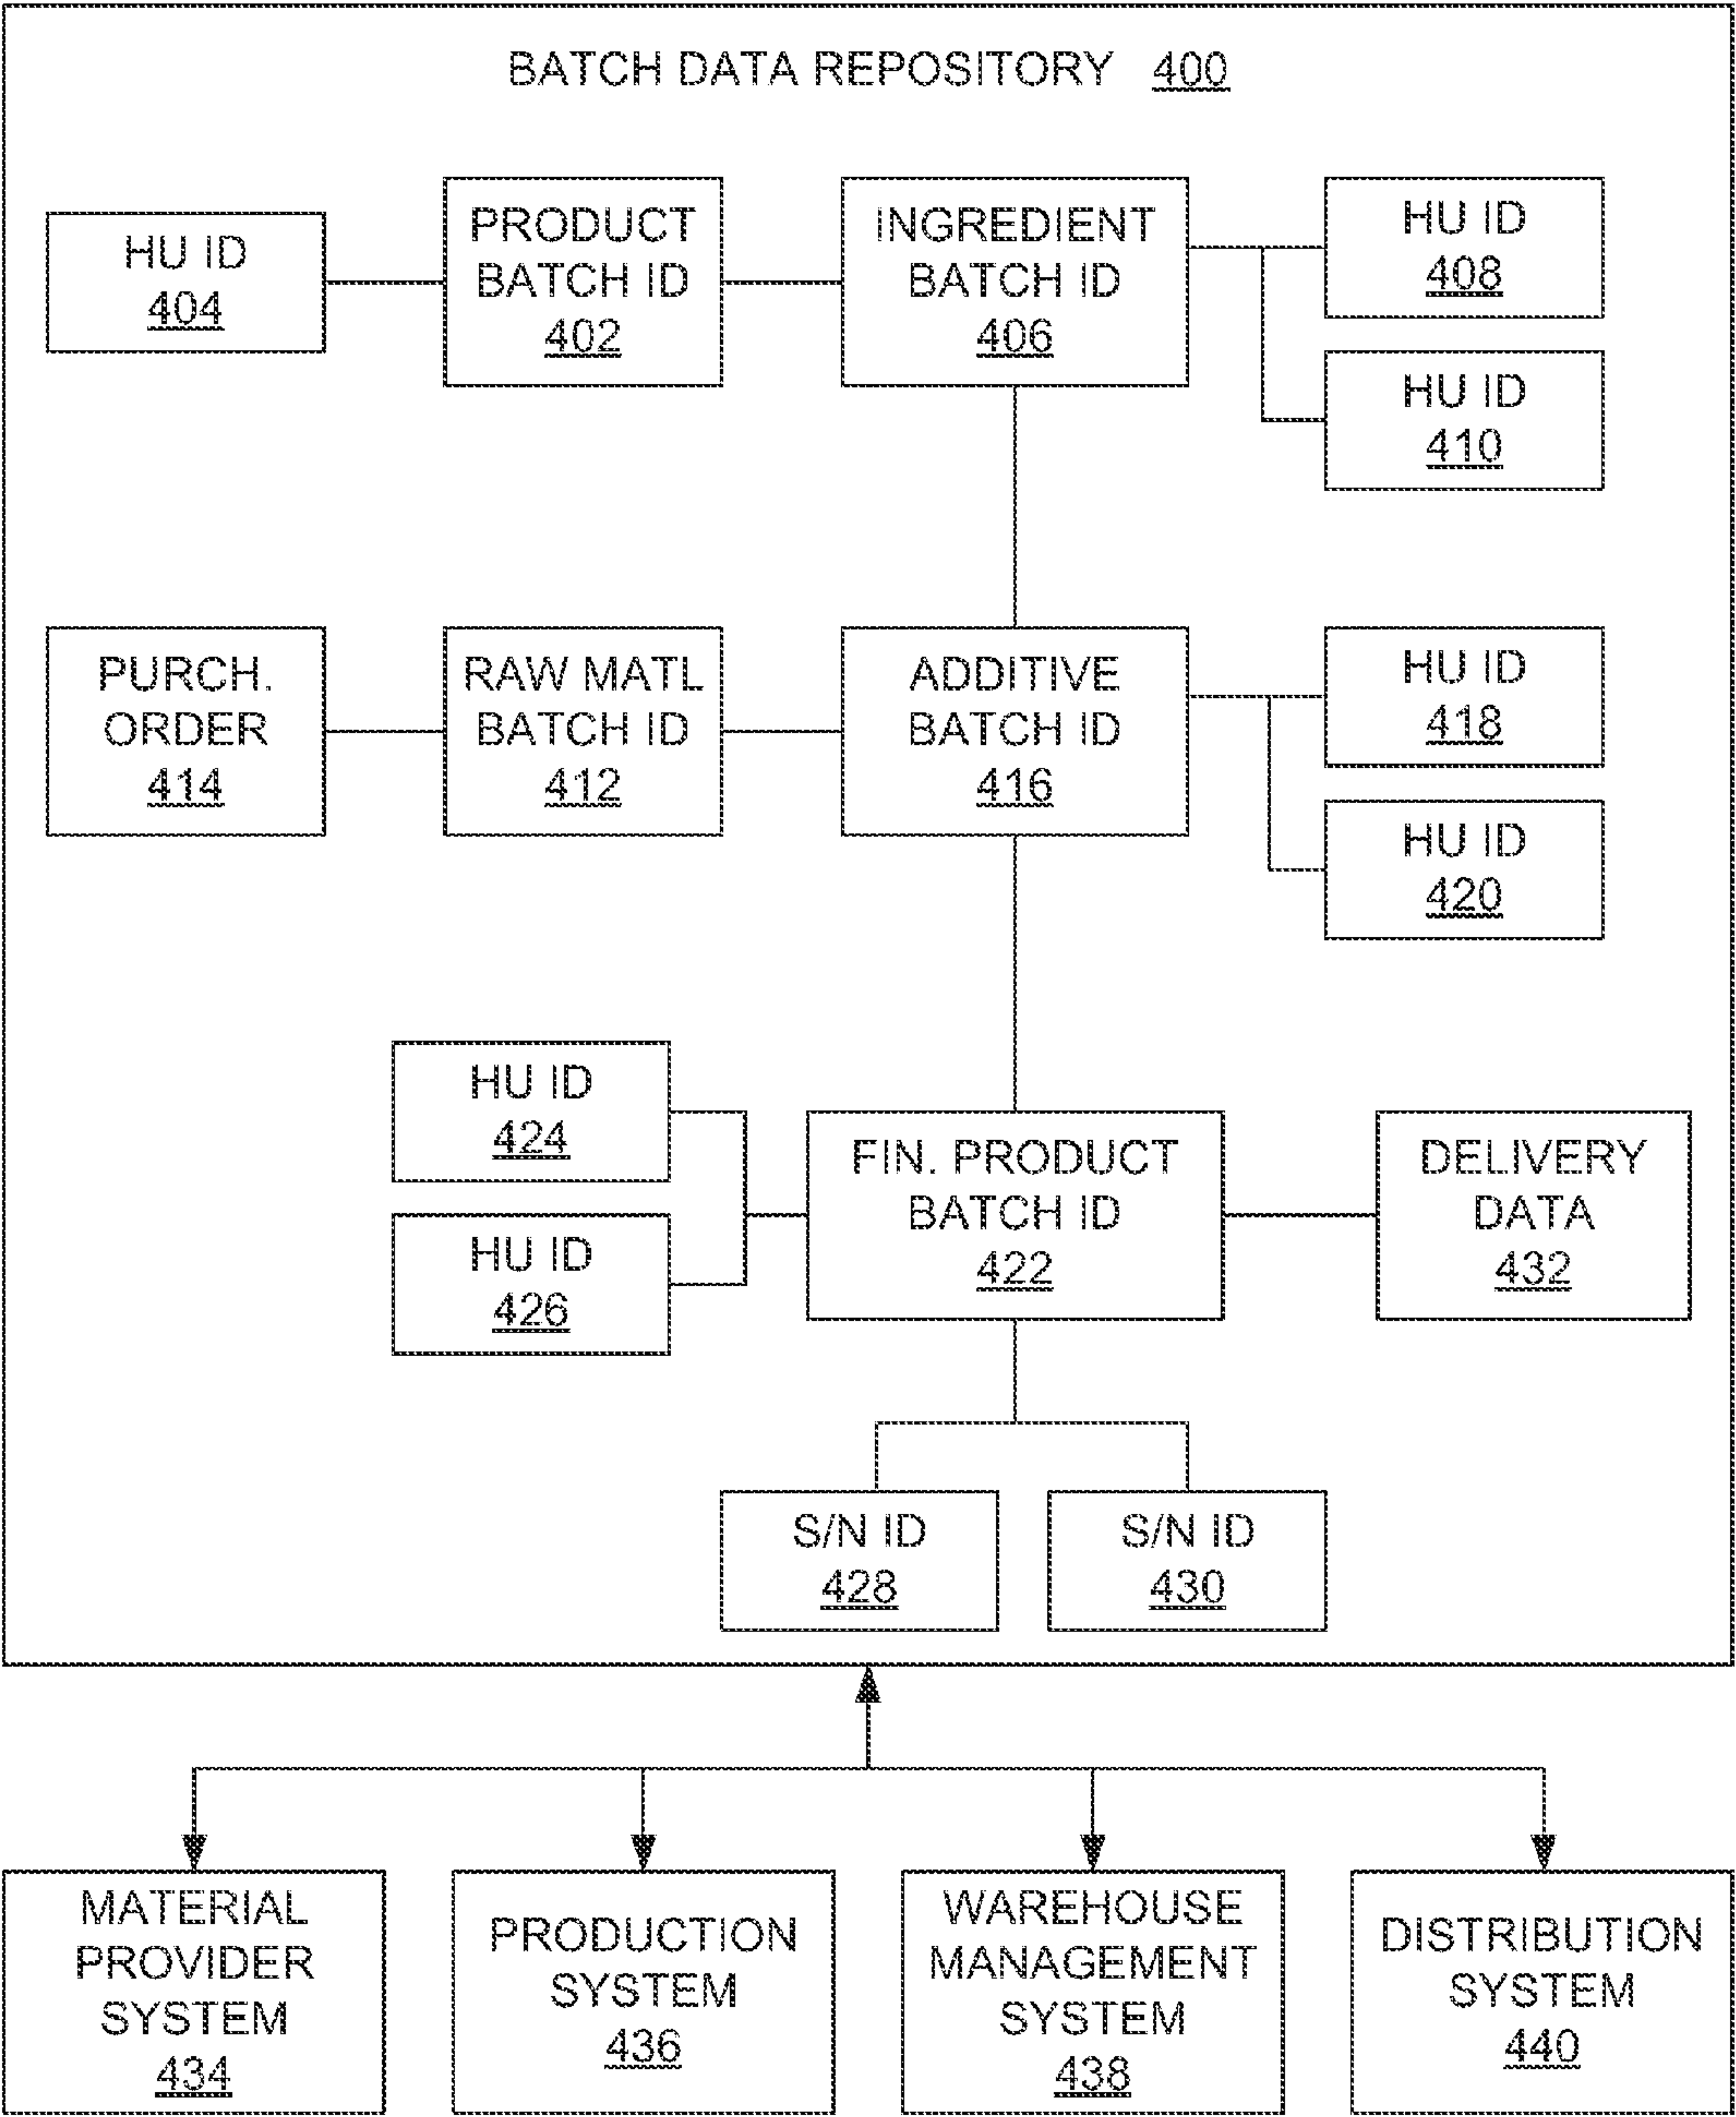 BATCH DATA REPOSITORY 400
HU ID
404
PRODUCT
BATCH ID
402
INGREDIENT
BATCH ID
406
HU ID
408
HU ID
410
PURCH.
ORDER
414
RAW MATL
BATCH ID
412
ADDITIVE
BATCH ID
416
HU ID
418
HU ID
420
HU ID
424
HU ID
426
FIN. PRODUCT
BATCH ID
422
DELIVERY
DATA
432
S/N ID
428
S/N ID
430
MATERIAL
PROVIDER
SYSTEM
434
PRODUCTION
SYSTEM
436
WAREHOUSE
MANAGEMENT
SYSTEM
438
DISTRIBUTION
SYSTEM
440